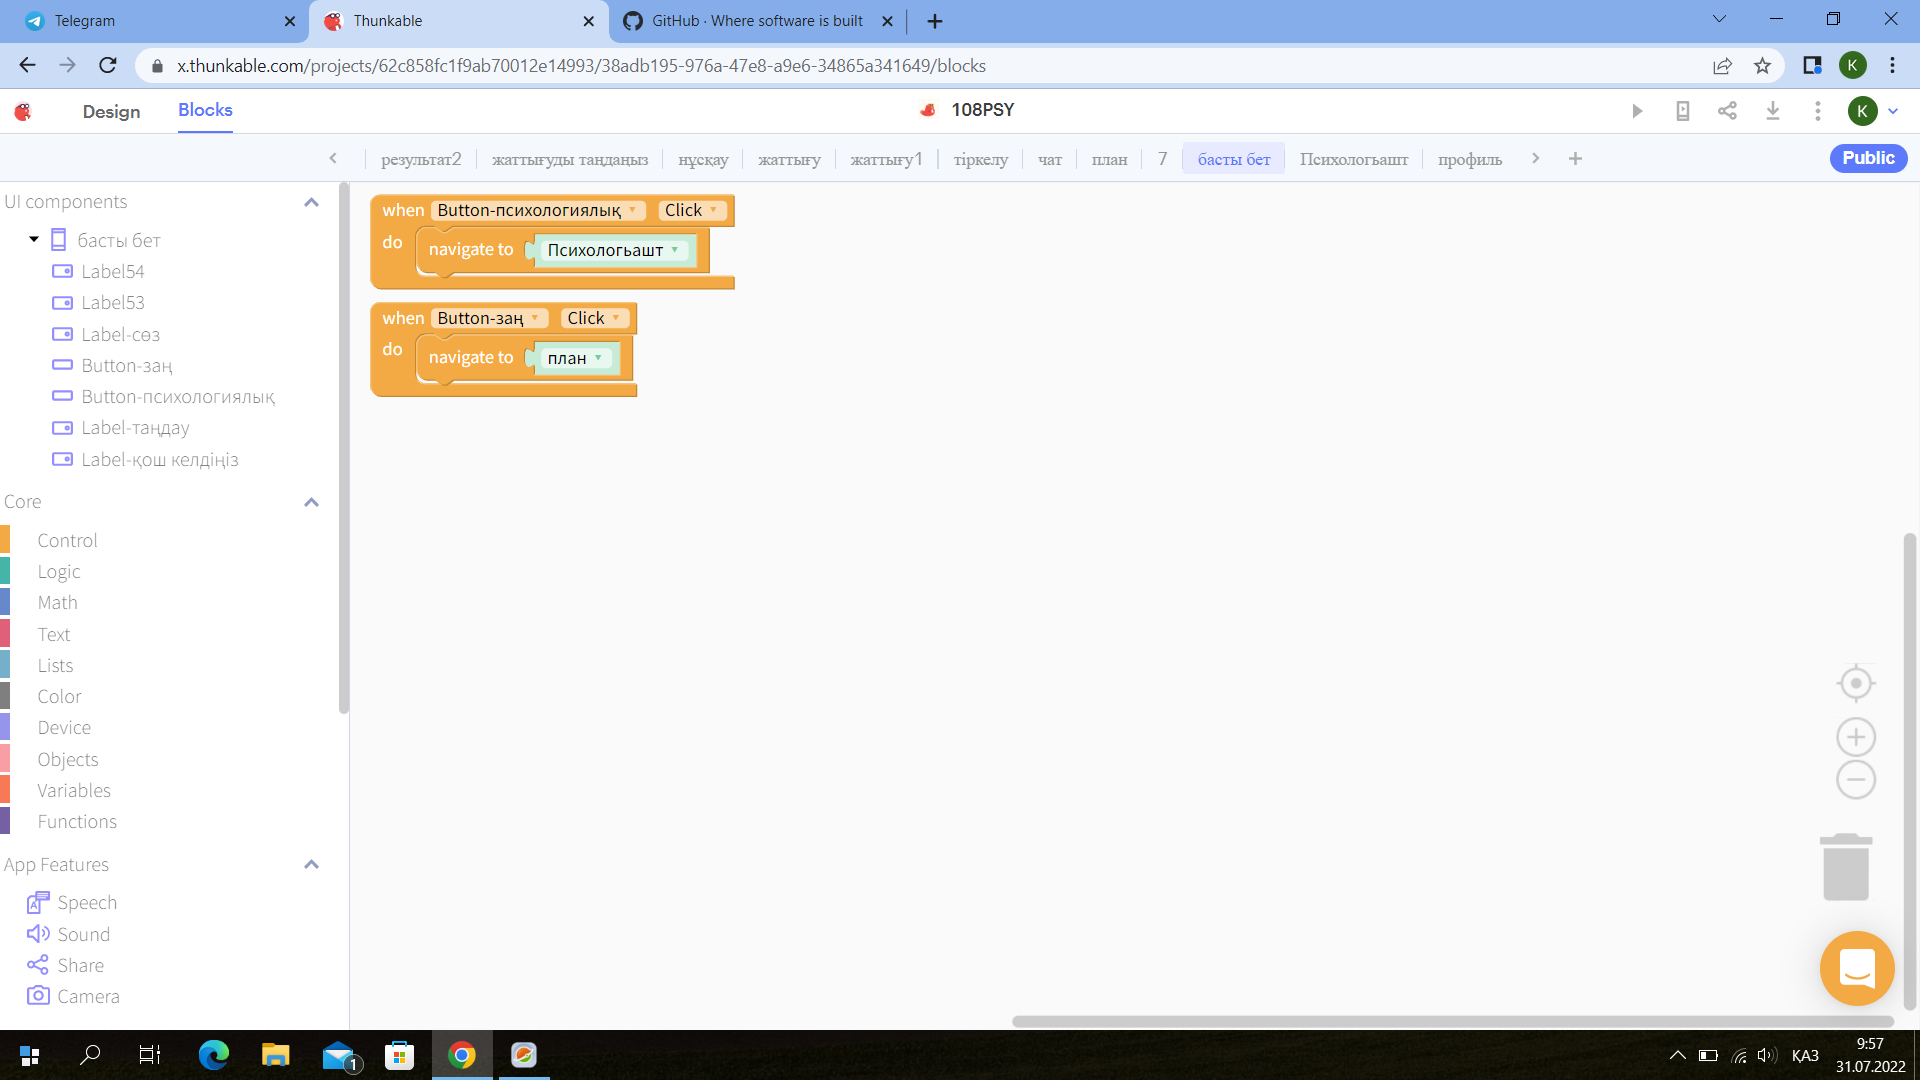 Telegram
Thunkable
GitHub · Where software is built
x.thunkable.com/projects/62c858fc1f9ab70012e14993/38adb195-976a-47e8-a9e6-34865a341649/blocks
K
Design
Blocks
108PSY
K
результат2
жаттығуды таңдаңыз
нұсқау
жаттығу
жаттығу1
тіркелу
чат
план
7
басты бет
Психологьашт
профиль
Public
UI components
басты бет
Label54
Label53
Label-сөз
Button-заң
Button-психологиялық
Label-таңдау
Label-қош келдіңіз
Core
Control
Logic
Math
Text
Lists
Color
Device
Objects
Variables
Functions
App Features
Speech
Sound
Share
Camera
when Button-психологиялық Click
do navigate to Психологьашт
when Button-заң Click
do navigate to план
1
ҚАЗ
9:57
31.07.2022